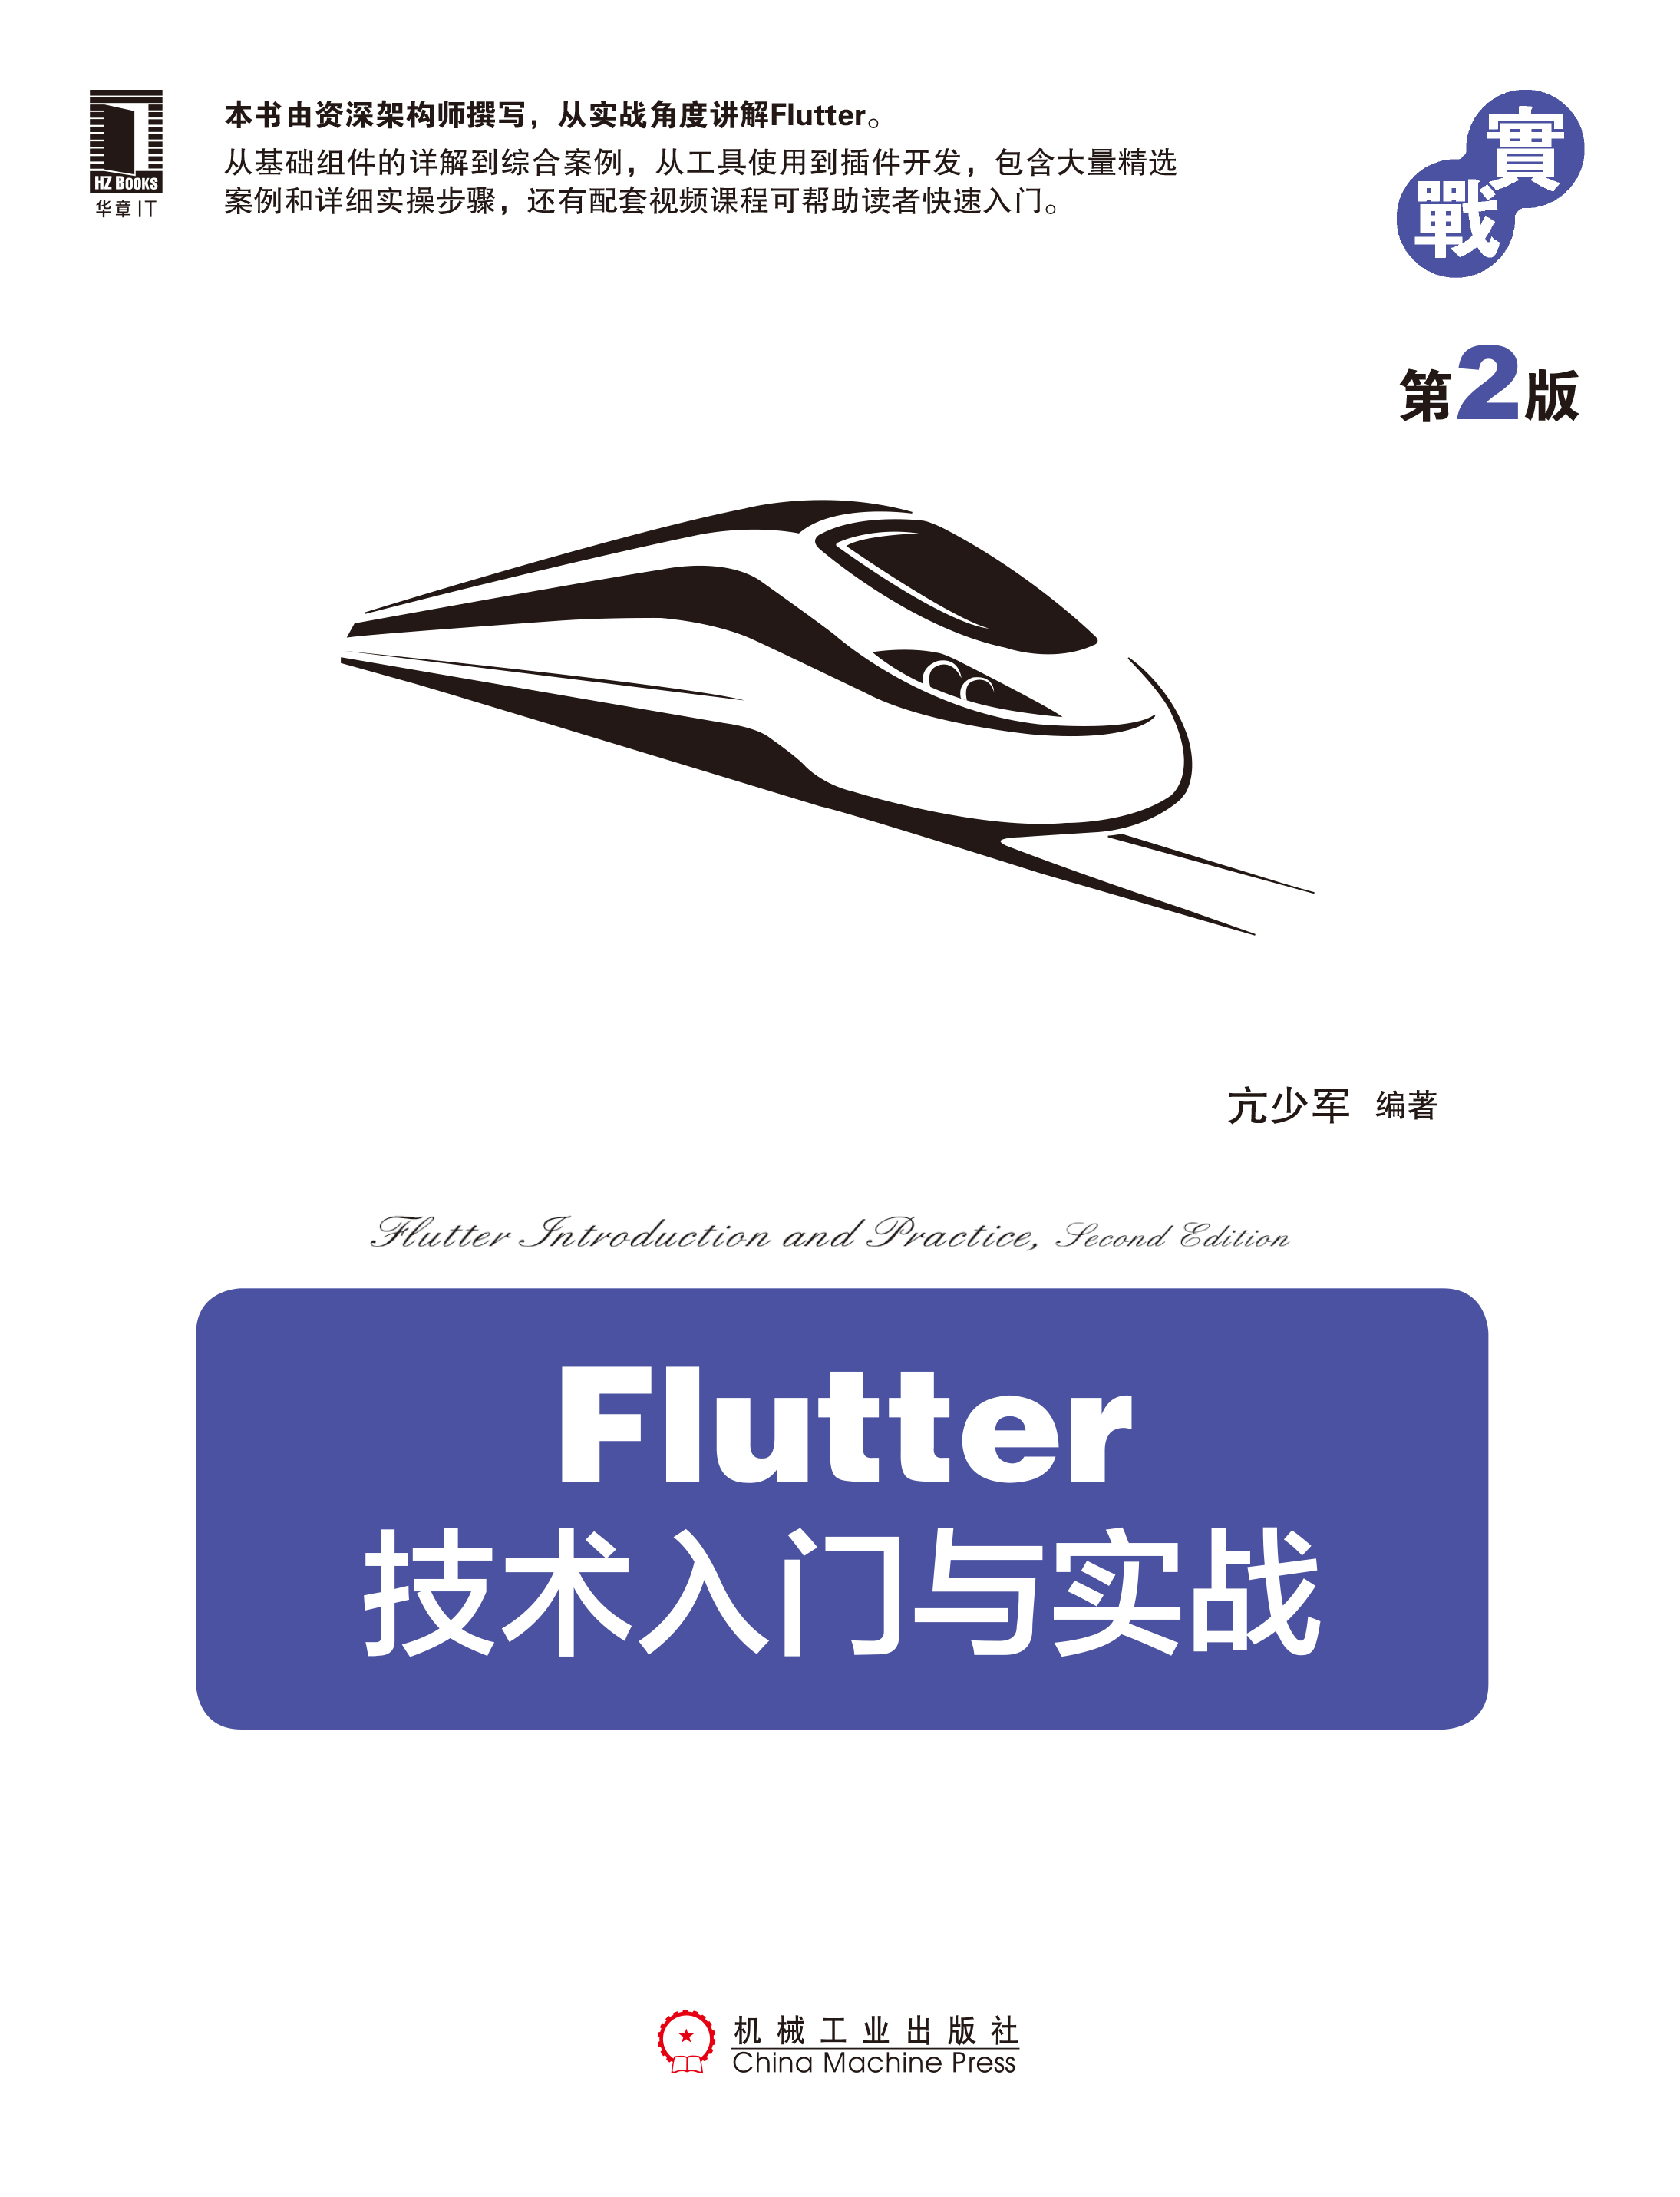 HZ BOOKS
华章 IT
本书由资深架构师撰写，从实战角度讲解Flutter。
从基础组件的详解到综合案例，从工具使用到插件开发，包含大量精选
案例和详细实操步骤，还有配套视频课程可帮助读者快速入门。
實
戰
第2版
亢少军 编著
Flutter Introduction and Practice, Second Edition
Flutter
技术入门与实战
机械工业出版社
China Machine Press